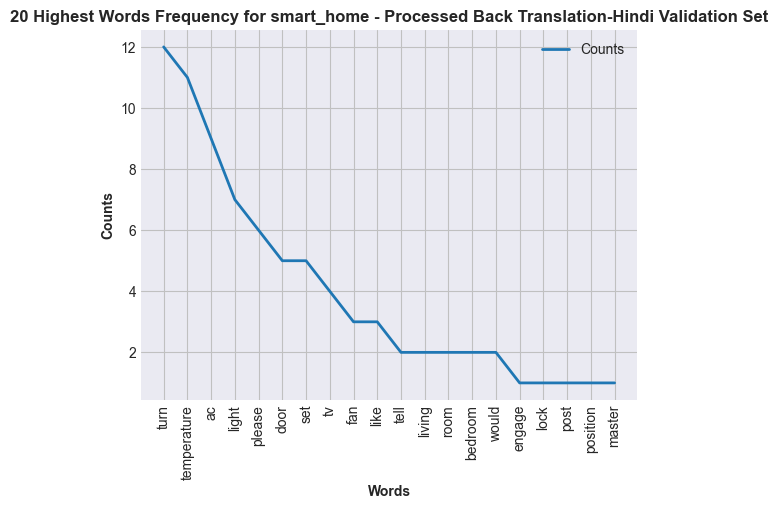 20 Highest Words Frequency for smart_home - Processed Back Translation-Hindi Validation Set
Counts
12
10
8
6
4
2
Counts
turn
temperature
ac
light
please
door
set
tv
fan
like
tell
living
room
bedroom
would
engage
lock
post
position
master
Words